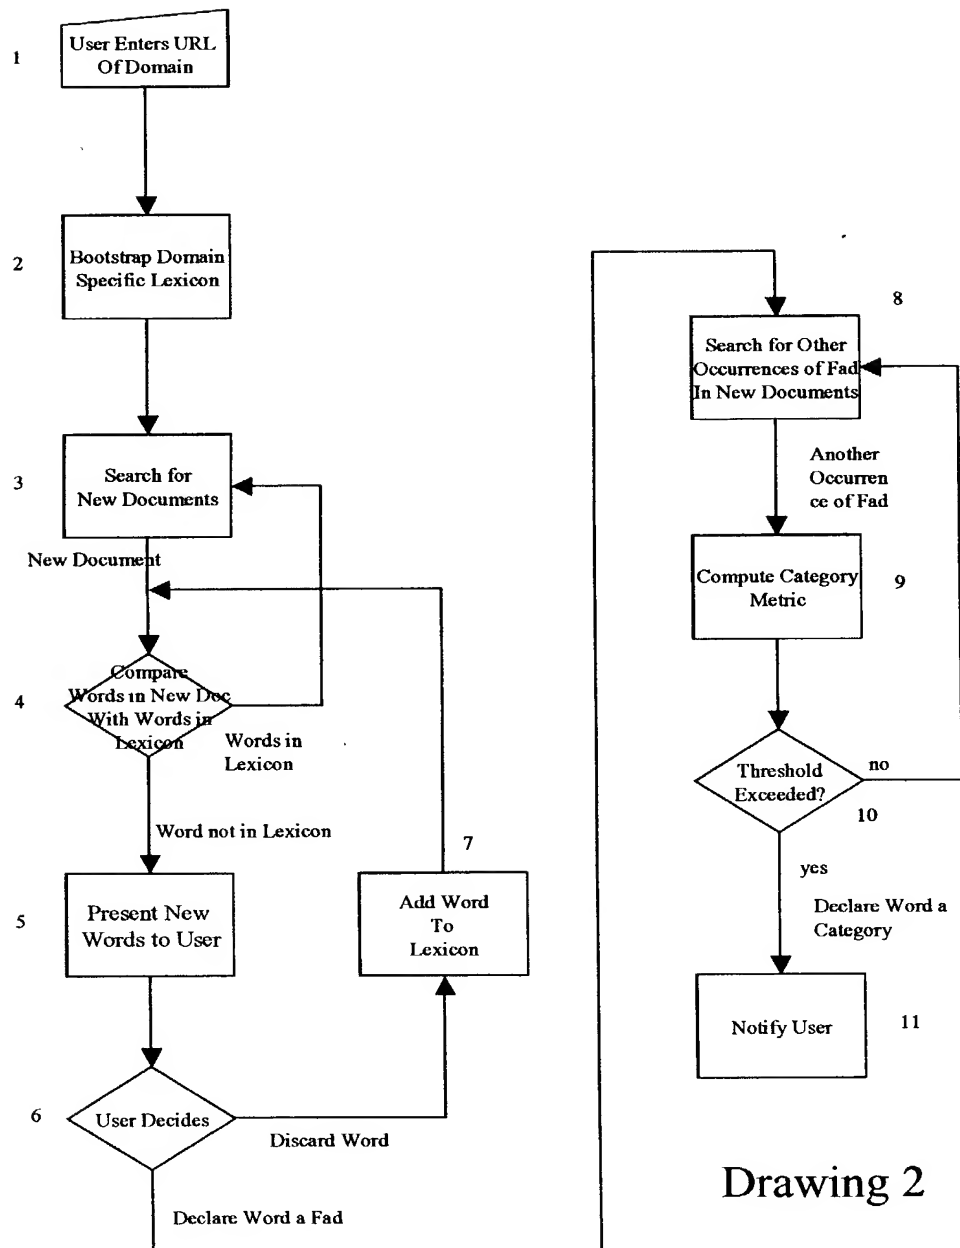 1
User Enters URL
Of Domain
2
Bootstrap Domain
Specific Lexicon
3
Search for
New Documents
New Document
4
Compare
Words in New Doc
With Words in
Lexicon
Words in
Lexicon
Word not in Lexicon
5
Present New
Words to User
7
Add Word
To
Lexicon
6
User Decides
Discard Word
Declare Word a Fad
8
Search for Other
Occurrences of Fad
In New Documents
Another
Occurren
ce of Fad
9
Compute Category
Metric
Threshold
Exceeded?
no
10
yes
Declare Word a
Category
Notify User
11
Drawing 2